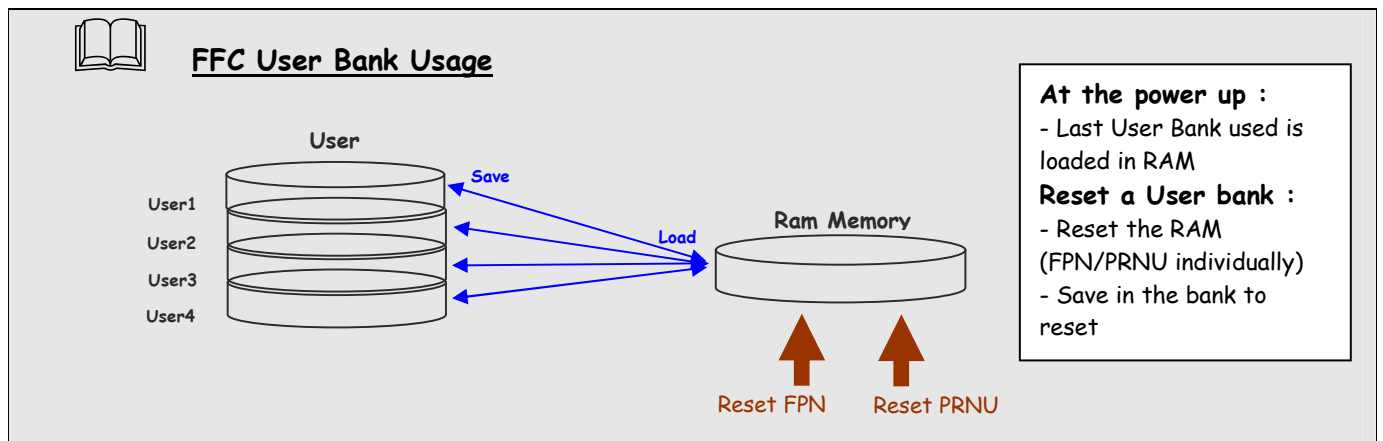 FFC User Bank Usage
User
User1
User2
User3
User4
Save
Load
Ram Memory
Reset FPN
Reset PRNU
At the power up :
- Last User Bank used is
loaded in RAM
Reset a User bank :
- Reset the RAM
(FPN/PRNU individually)
- Save in the bank to
reset